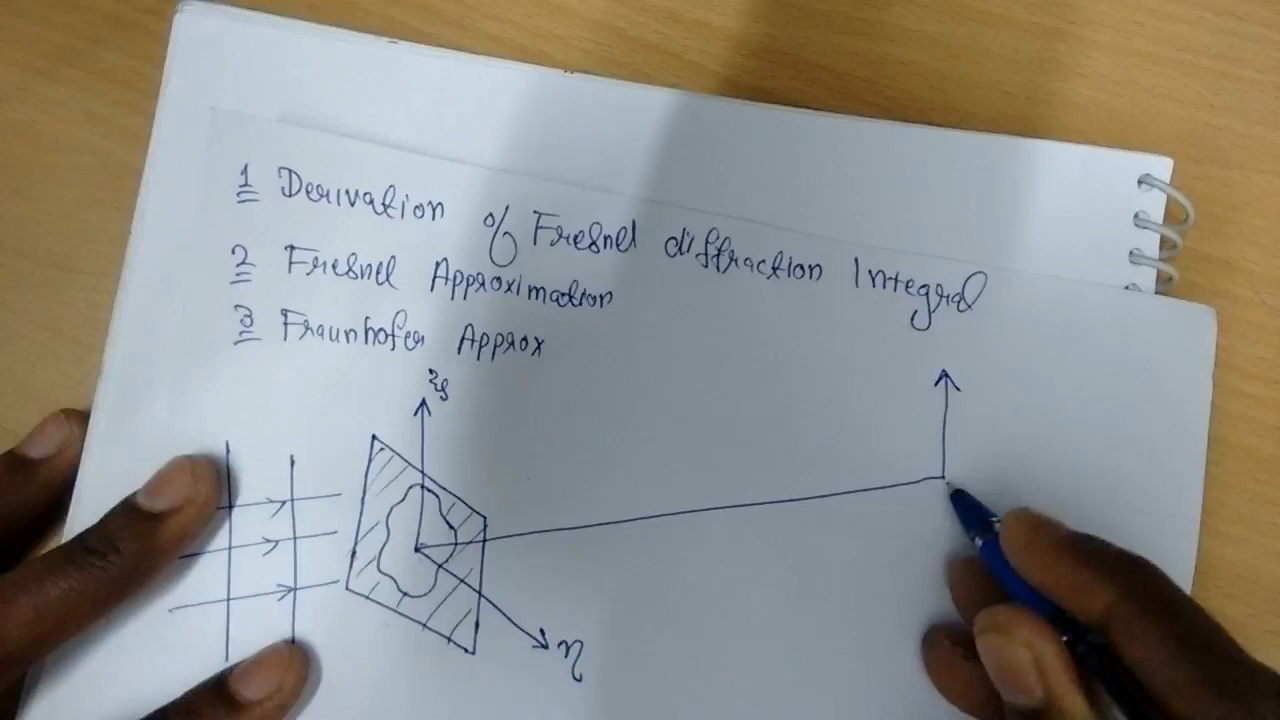 1 Derivation of Fresnel diffraction Integral
2 Fresnel Approximation
3 Fraunhofer Approx
ξ
η